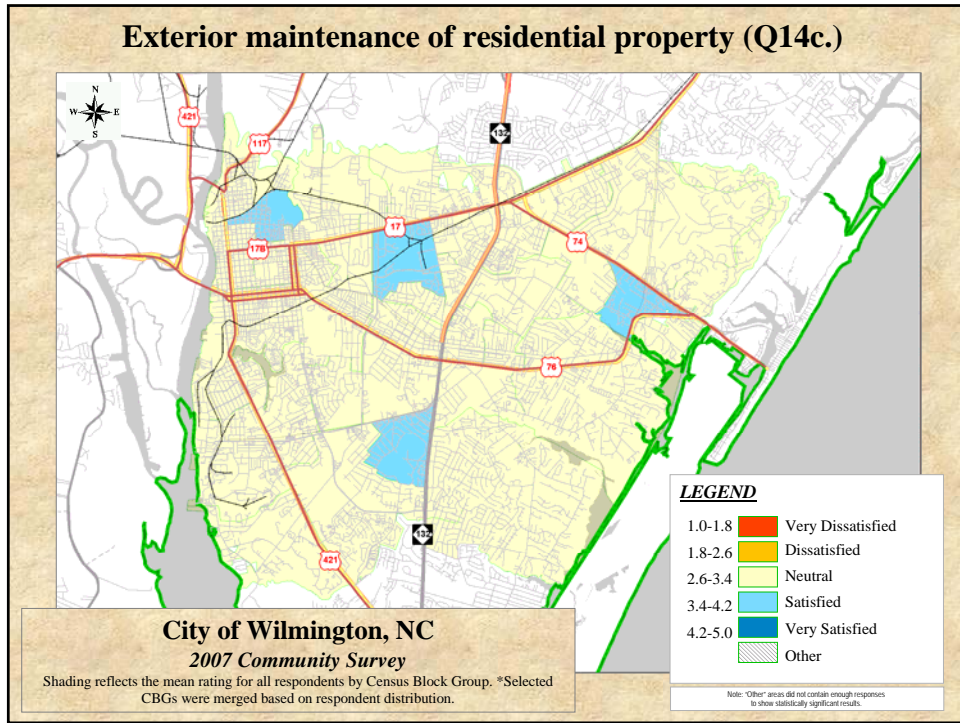 Exterior maintenance of residential property (Q14c.)
N
W E
S
421
117
132
17
17B
74
76
132
421
LEGEND
1.0-1.8 Very Dissatisfied
1.8-2.6 Dissatisfied
2.6-3.4 Neutral
3.4-4.2 Satisfied
4.2-5.0 Very Satisfied
Other
City of Wilmington, NC
2007 Community Survey
Shading reflects the mean rating for all respondents by Census Block Group. *Selected
CBGs were merged based on respondent distribution.
Note: "Other" areas did not contain enough responses
to show statistically significant results.